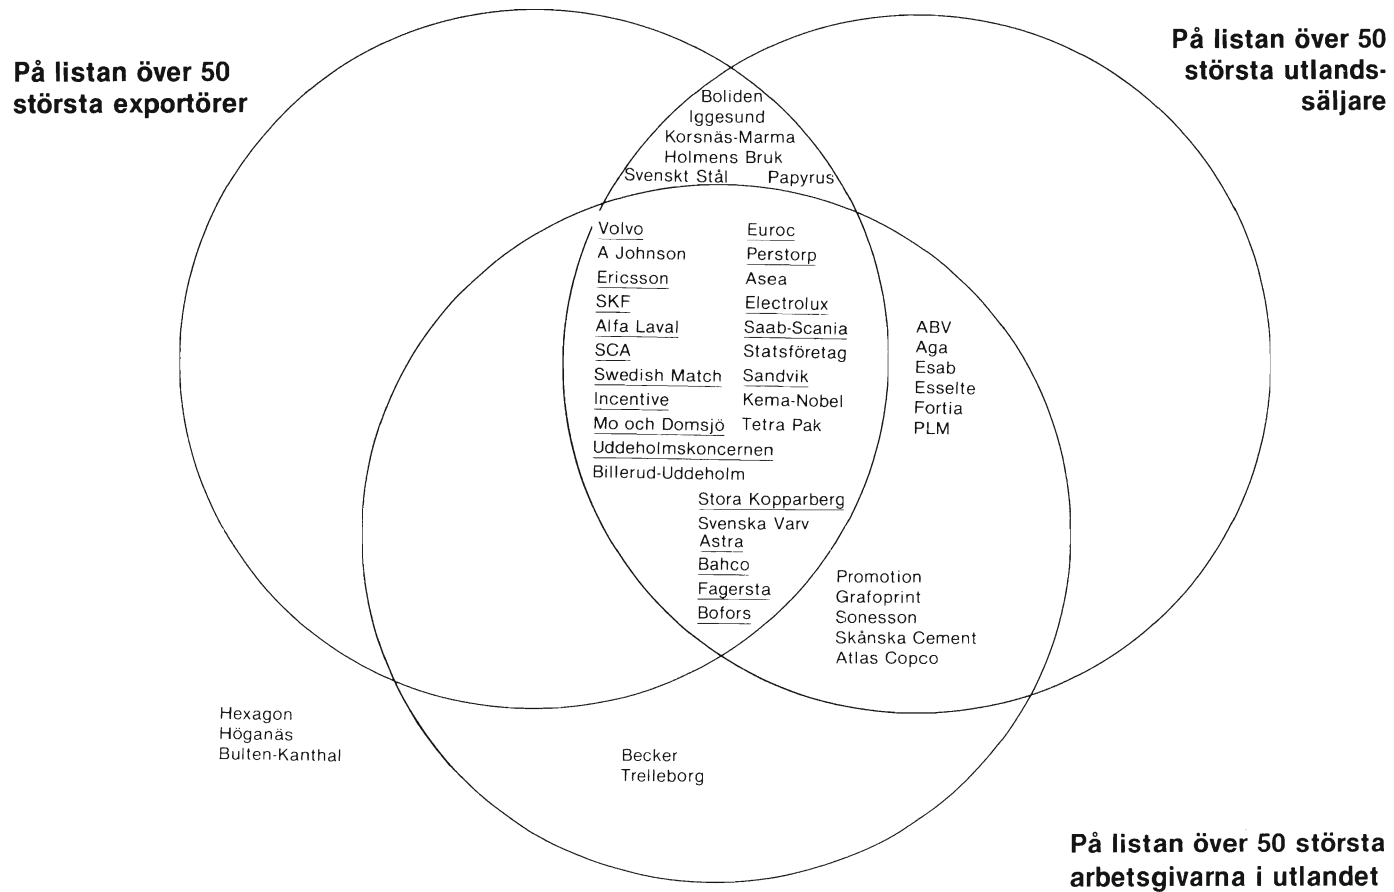 På listan över 50
största exportörer
På listan över 50
största utlands-
säljare
Boliden
Iggesund
Korsnäs-Marma
Holmens Bruk
Svenskt Stål Papyrus
Volvo Euroc
A Johnson Perstorp
Ericsson Asea
SKF Electrolux
Alfa Laval Saab-Scania
SCA Statsföretag
Swedish Match Sandvik
Incentive Kema-Nobel
Mo och Domsjö Tetra Pak
Uddeholmskoncernen
Billerud-Uddeholm
Stora Kopparberg
Svenska Varv
Astra
Bahco
Fagersta
Bofors
ABV
Aga
Esab
Esselte
Fortia
PLM
Promotion
Grafoprint
Sonesson
Skånska Cement
Atlas Copco
Hexagon
Höganäs
Bulten-Kanthal
Becker
Trelleborg
På listan över 50 största
arbetsgivarna i utlandet